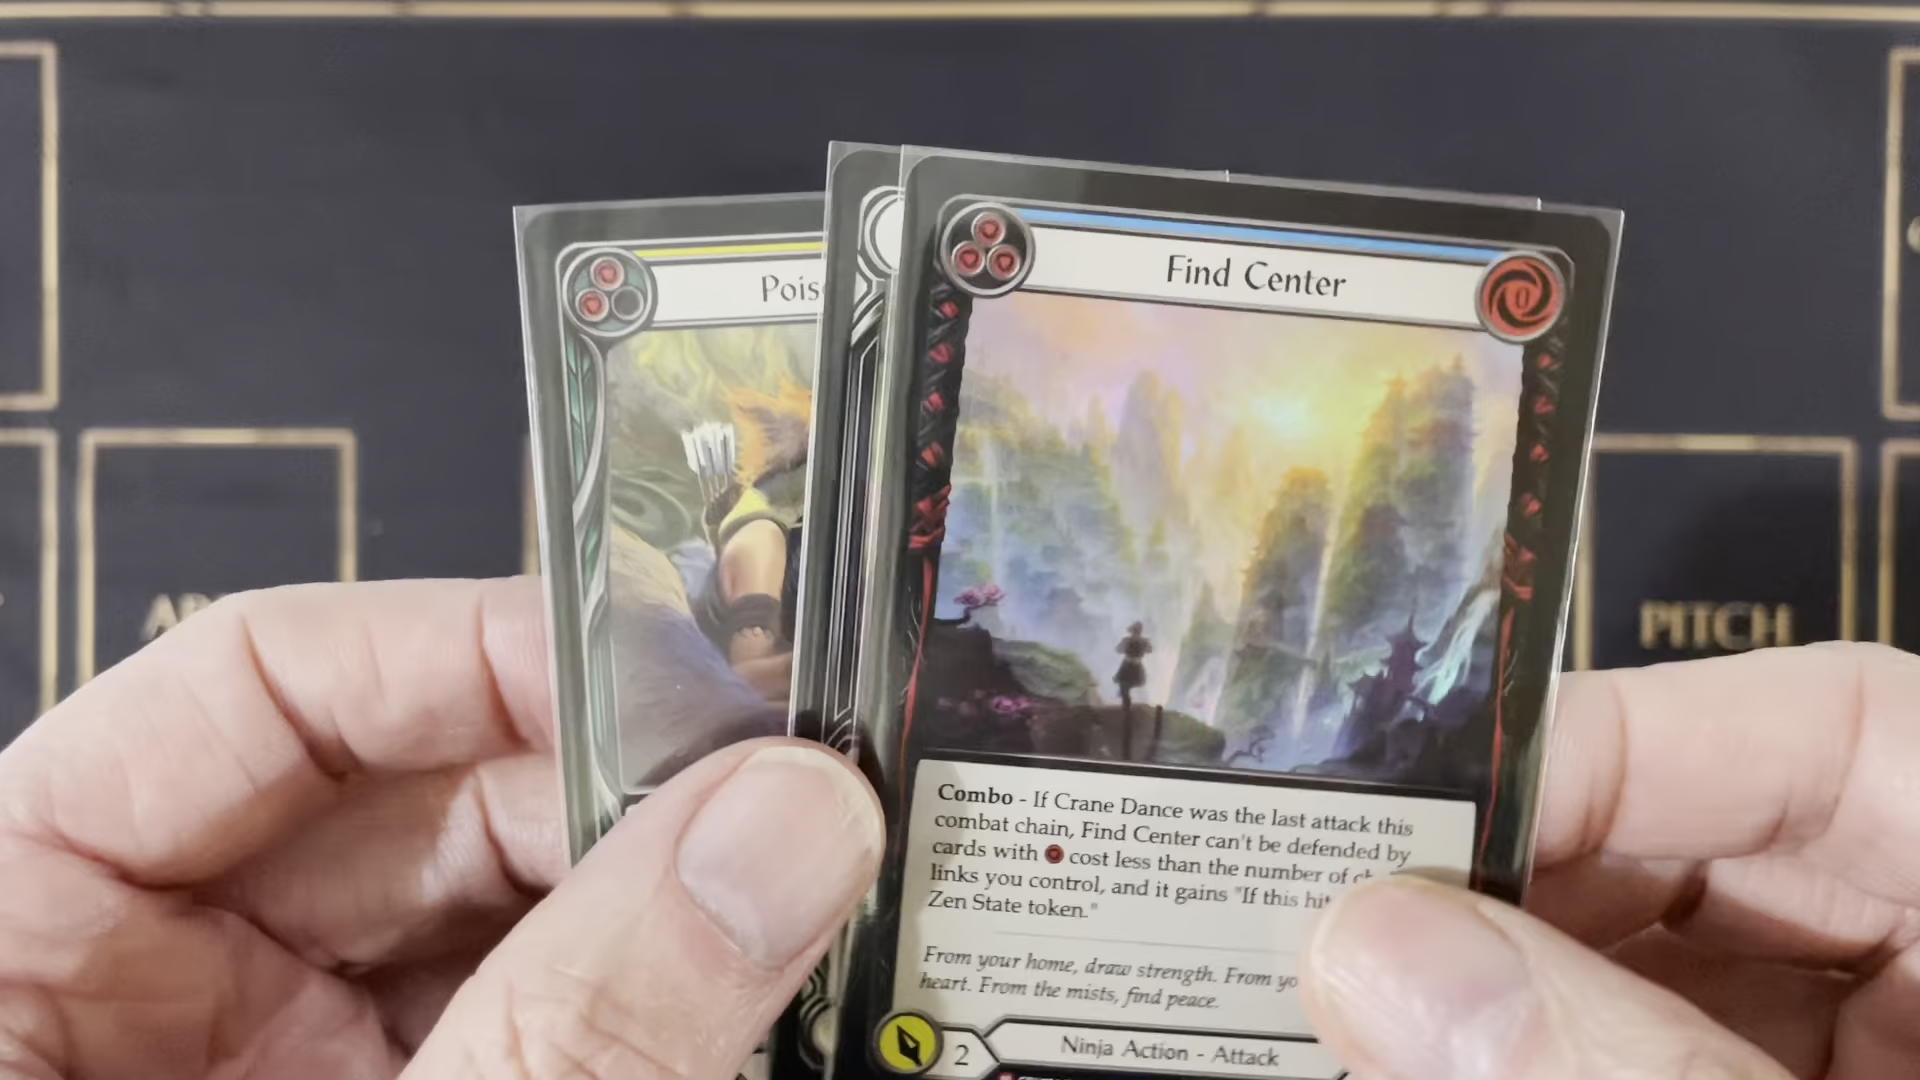 Pois
Find Center
0
Combo - If Crane Dance was the last attack this
combat chain, Find Center can't be defended by
cards with cost less than the number of
links you control, and it gains "If this hit
Zen State token."
From your home, draw strength. From yo
heart. From the mists, find peace.
2
Ninja Action - Attack
PITCH